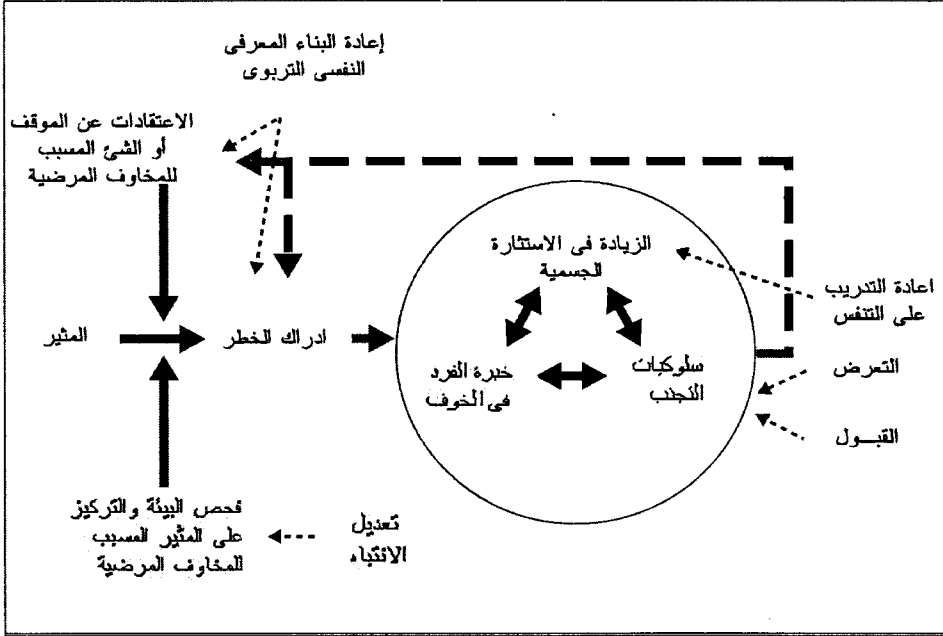 إعادة البناء المعرفى
النفسى التربوى
الاعتقادات عن الموقف
أو الشئ المسبب
للمخاوف المرضية
الزيادة فى الاستثارة
الجسمية
اعادة التدريب
على التنفس
المثير
ادراك الخطر
خبرة الفرد
فى الخوف
سلوكيات
التجنب
التعرض
القبــول
فحص البيئة والتركيز
على المثير المسبب
للمخاوف المرضية
تعديل
الانتباه